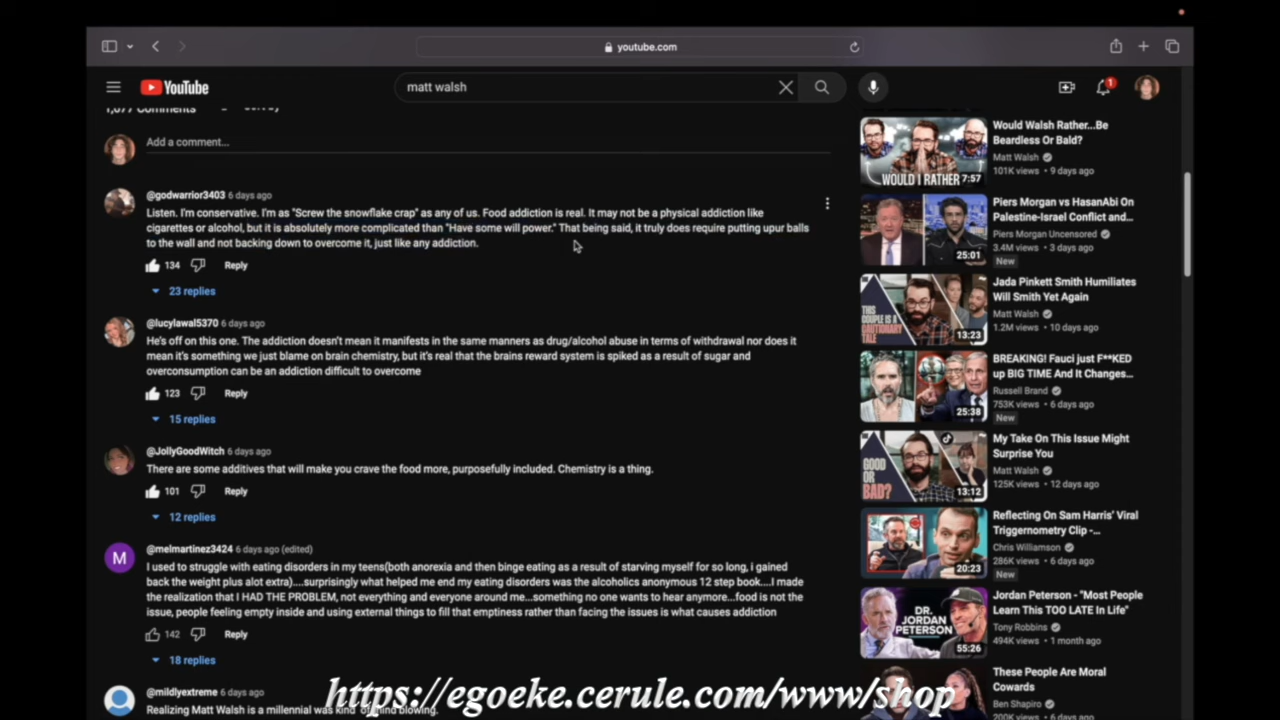 youtube.com
YouTube
matt walsh
1
1,077 Comments
Sort by
Add a comment...
@godwarrior3403 6 days ago
Listen. I'm conservative. I'm as "Screw the snowflake crap" as any of us. Food addiction is real. It may not be a physical addiction like
cigarettes or alcohol, but it is absolutely more complicated than "Have some will power." That being said, it truly does require putting upur balls
to the wall and not backing down to overcome it, just like any addiction.
134 Reply
23 replies
@lucylawal5370 6 days ago
He's off on this one. The addiction doesn't mean it manifests in the same manners as drug/alcohol abuse in terms of withdrawal nor does it
mean it's something we just blame on brain chemistry, but it's real that the brains reward system is spiked as a result of sugar and
overconsumption can be an addiction difficult to overcome
123 Reply
15 replies
@JollyGoodWitch 6 days ago
There are some additives that will make you crave the food more, purposefully included. Chemistry is a thing.
101 Reply
12 replies
M
@melmartinez3424 6 days ago (edited)
I used to struggle with eating disorders in my teens(both anorexia and then binge eating as a result of starving myself for so long, i gained
back the weight plus alot extra)....surprisingly what helped me end my eating disorders was the alcoholics anonymous 12 step book....I made
the realization that I HAD THE PROBLEM, not everything and everyone around me...something no one wants to hear anymore...food is not the
issue, people feeling empty inside and using external things to fill that emptiness rather than facing the issues is what causes addiction
142 Reply
18 replies
@mildlyextreme 6 days ago
Realizing Matt Walsh is a millennial was kind of mind blowing.
https://egoeke.cerule.com/www/shop
WOULD I RATHER
7:57
Would Walsh Rather...Be
Beardless Or Bald?
Matt Walsh
101K views • 9 days ago
25:01
Piers Morgan vs HasanAbi On
Palestine-Israel Conflict and...
Piers Morgan Uncensored
3.4M views • 3 days ago
New
THIS
COUPLE IS A
CAUTIONARY
TALE
13:23
Jada Pinkett Smith Humiliates
Will Smith Yet Again
Matt Walsh
1.2M views • 10 days ago
25:38
BREAKING! Fauci just F**KED
up BIG TIME And It Changes...
Russell Brand
753K views • 6 days ago
New
GOOD
OR
BAD?
13:12
My Take On This Issue Might
Surprise You
Matt Walsh
125K views • 12 days ago
20:23
Reflecting On Sam Harris' Viral
Triggernometry Clip -...
Chris Williamson
286K views • 6 days ago
New
DR.
JORDAN
PETERSON
55:26
Jordan Peterson - "Most People
Learn This TOO LATE In Life"
Tony Robbins
494K views • 1 month ago
These People Are Moral
Cowards
Ben Shapiro
200K views • 6 days ago